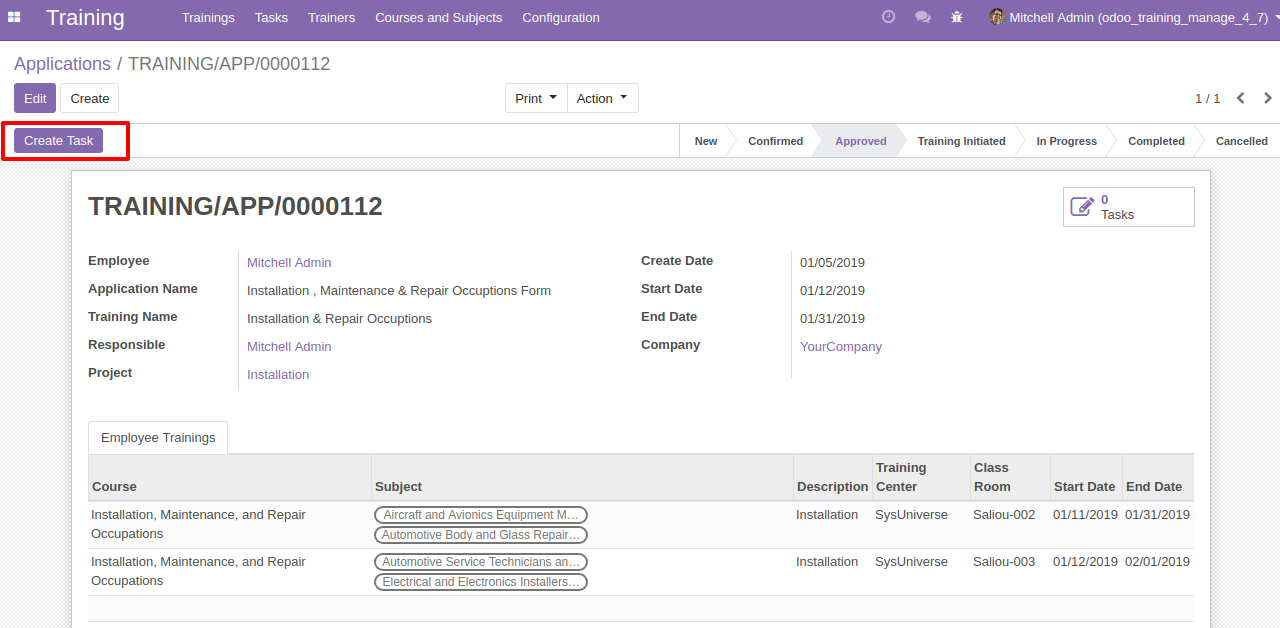 Training Trainings Tasks Trainers Courses and Subjects Configuration Mitchell Admin (odoo_training_manage_4_7)
Applications / TRAINING/APP/0000112
Edit Create Print Action 1 / 1
Create Task New Confirmed Approved Training Initiated In Progress Completed Cancelled
TRAINING/APP/0000112
0
Tasks
Employee Mitchell Admin Create Date 01/05/2019
Application Name Installation , Maintenance & Repair Occuptions Form Start Date 01/12/2019
Training Name Installation & Repair Occuptions End Date 01/31/2019
Responsible Mitchell Admin Company YourCompany
Project Installation
Employee Trainings
Course Subject Description Training Center Class Room Start Date End Date
Installation, Maintenance, and Repair Aircraft and Avionics Equipment M... Installation SysUniverse Saliou-002 01/11/2019 01/31/2019
Occupations Automotive Body and Glass Repair...
Installation, Maintenance, and Repair Automotive Service Technicians an... Installation SysUniverse Saliou-003 01/12/2019 02/01/2019
Occupations Electrical and Electronics Installers...